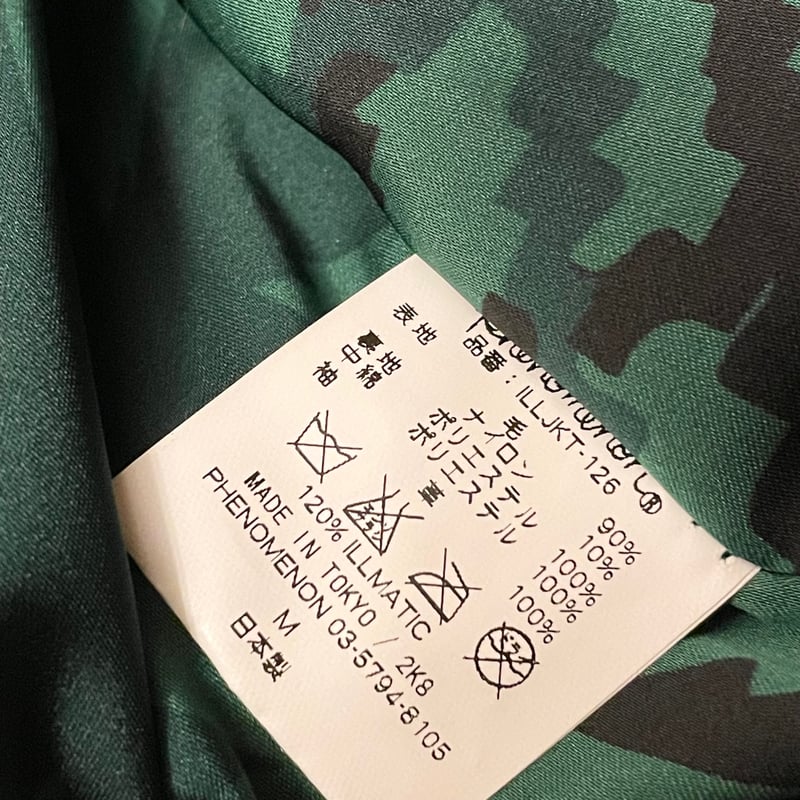 Phenomenon®
品番：ILLJKT-126
表地 毛 90%
ナイロン 10%
裏地 ポリエステル 100%
中綿 ポリエステル 100%
袖 革 100%
120% ILLMATIC
MADE IN TOKYO / 2K8
PHENOMENON 03-5794-8105
M
日本製